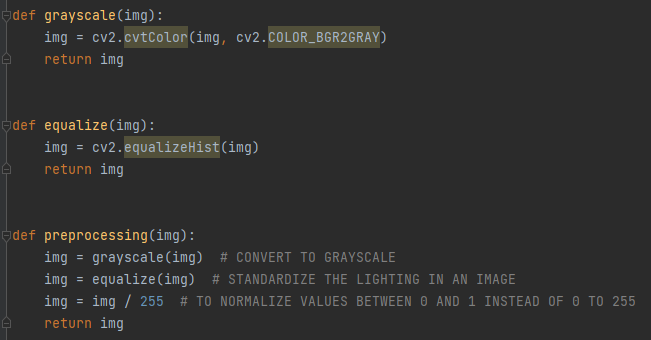 def grayscale(img):
    img = cv2.cvtColor(img, cv2.COLOR_BGR2GRAY)
    return img
def equalize(img):
    img = cv2.equalizeHist(img)
    return img
def preprocessing(img):
    img = grayscale(img)  # CONVERT TO GRAYSCALE
    img = equalize(img)  # STANDARDIZE THE LIGHTING IN AN IMAGE
    img = img / 255  # TO NORMALIZE VALUES BETWEEN 0 AND 1 INSTEAD OF 0 TO 255
    return img